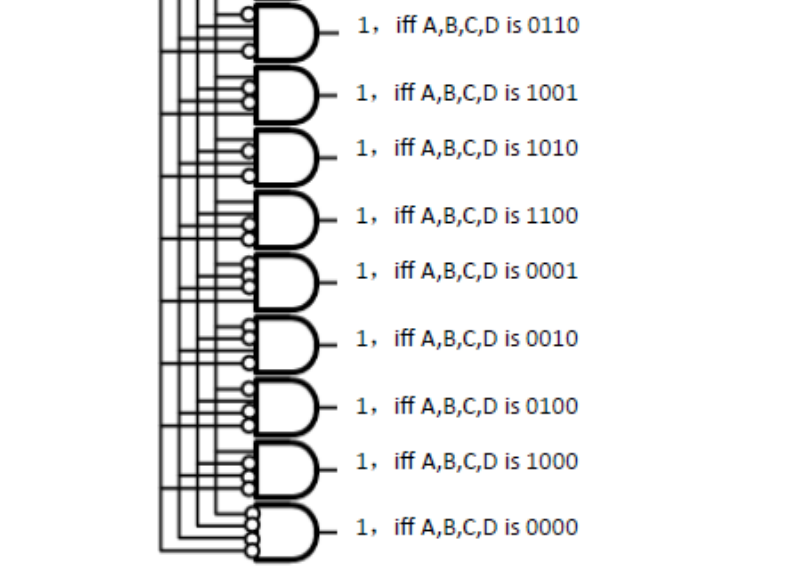 1，iff A,B,C,D is 0110
1，iff A,B,C,D is 1001
1，iff A,B,C,D is 1010
1，iff A,B,C,D is 1100
1，iff A,B,C,D is 0001
1，iff A,B,C,D is 0010
1，iff A,B,C,D is 0100
1，iff A,B,C,D is 1000
1，iff A,B,C,D is 0000